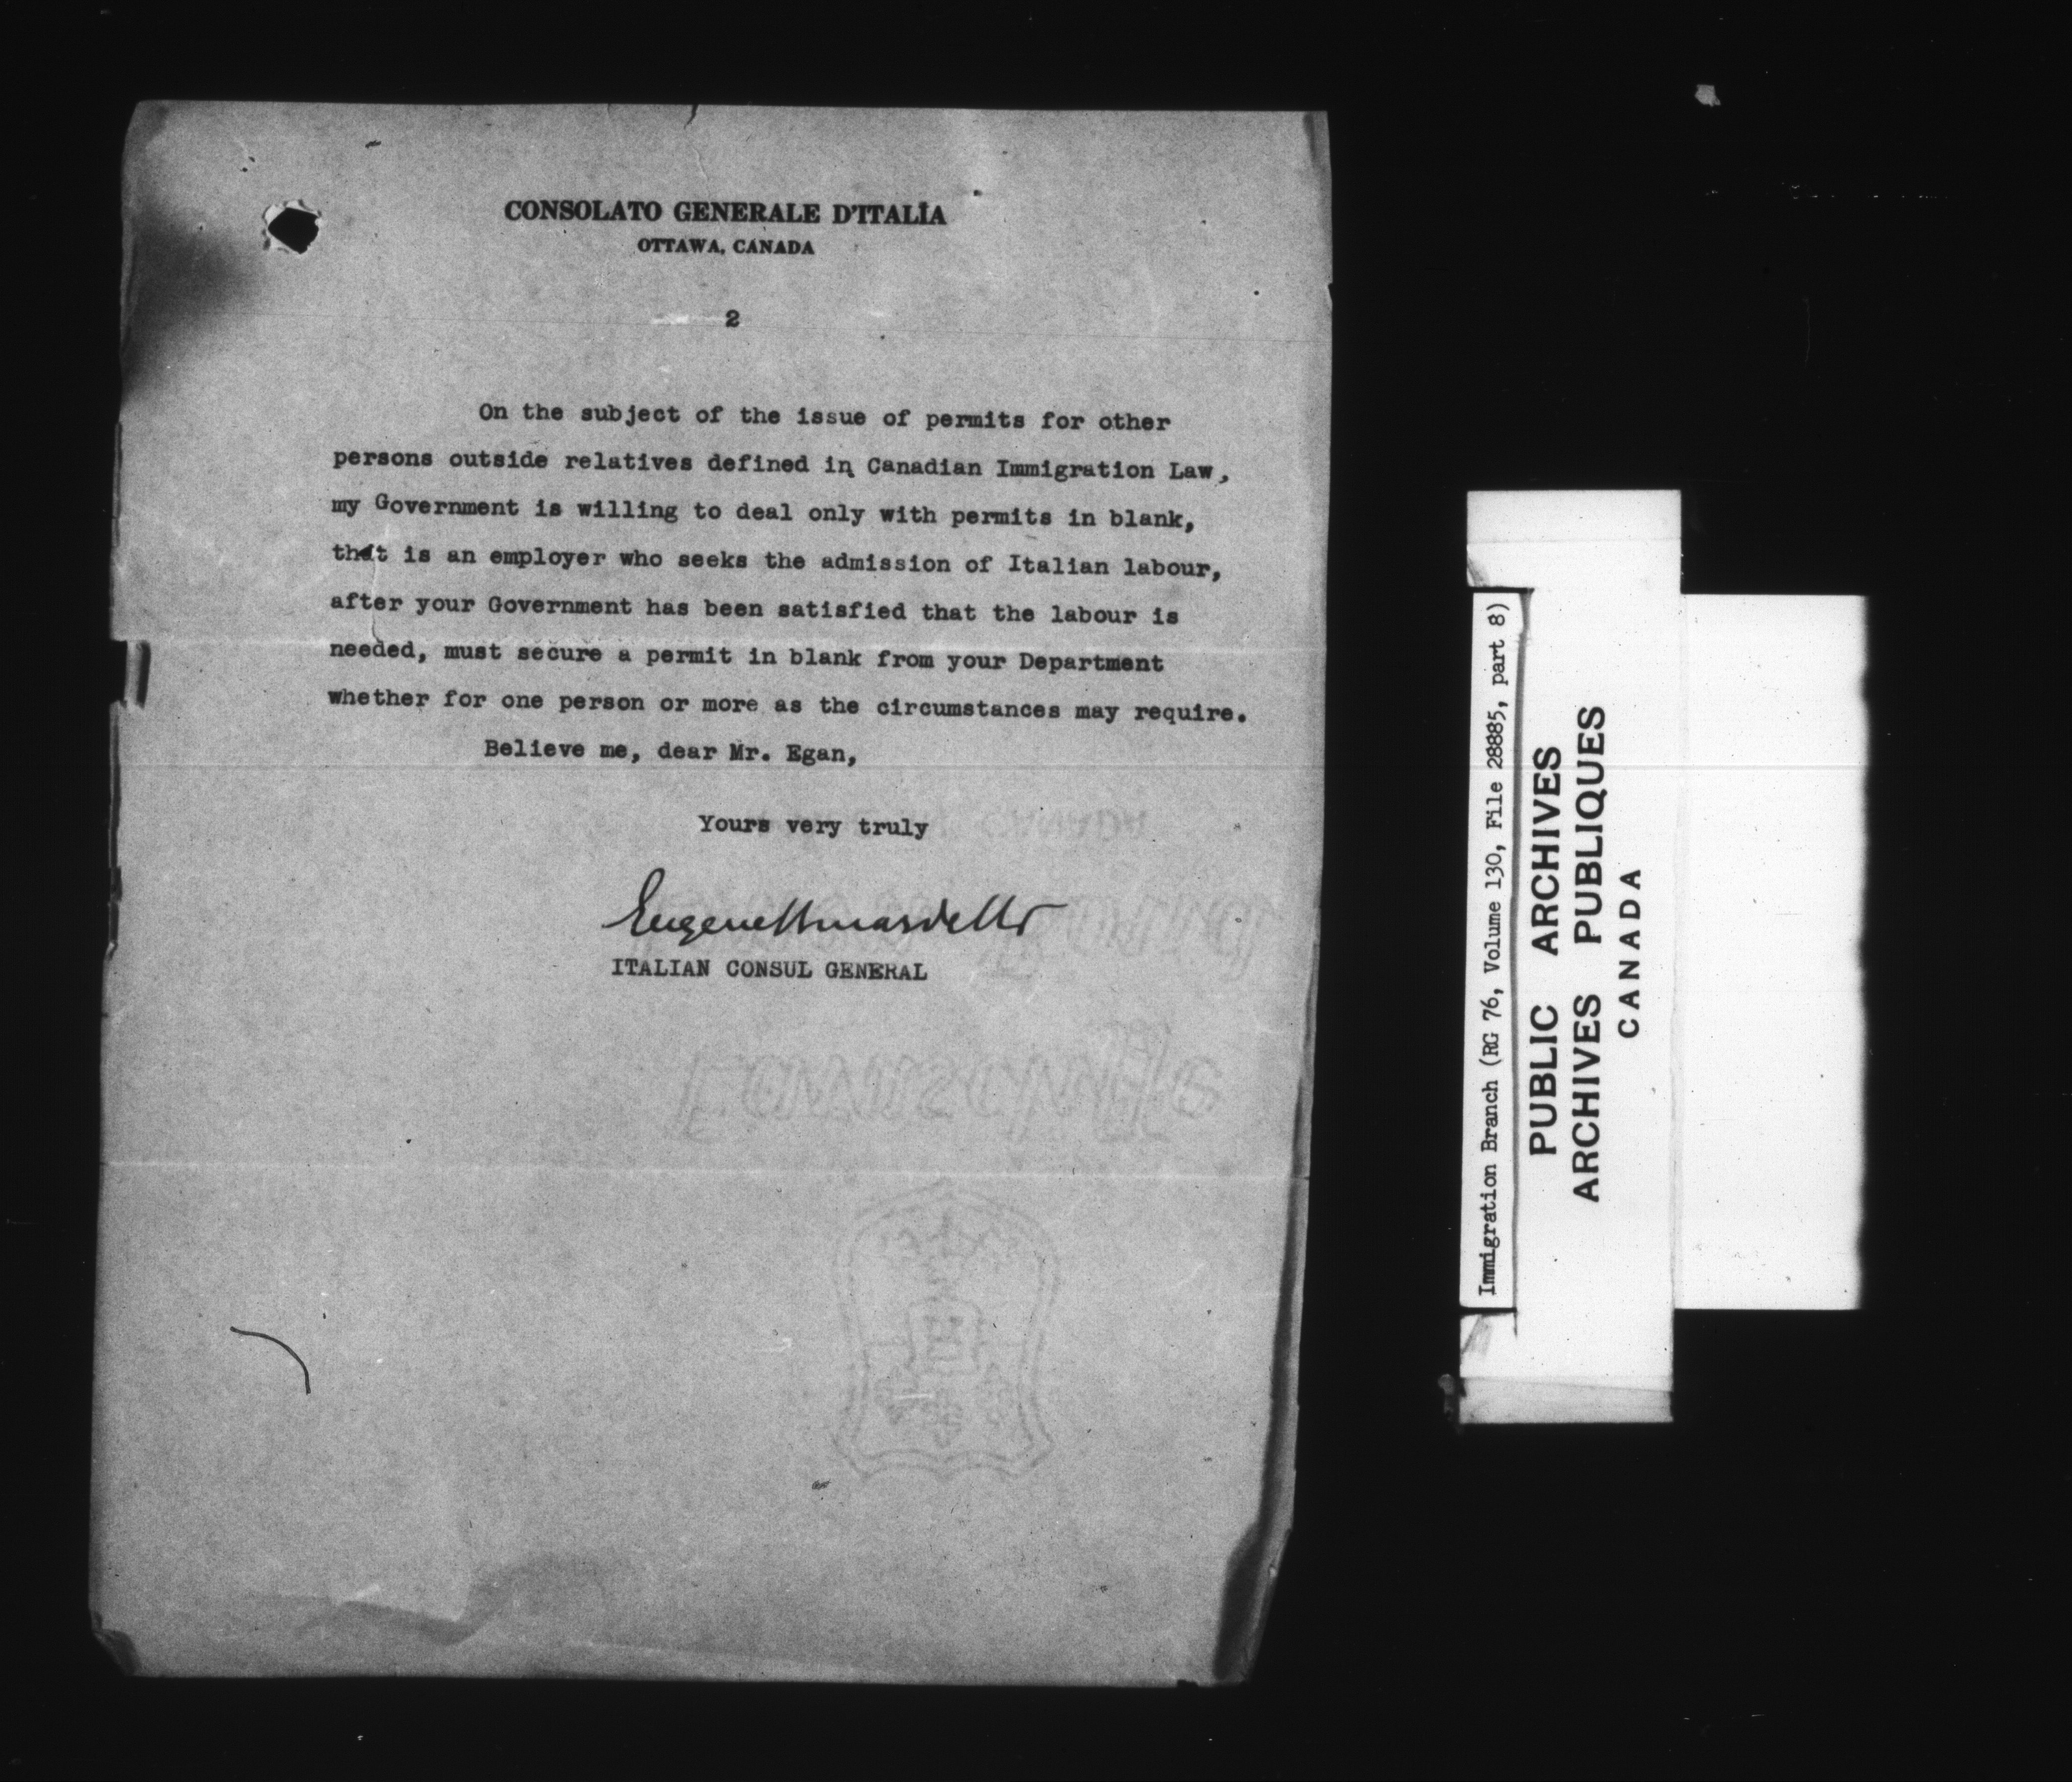 CONSOLATO GENERALE D'ITALIA
OTTAWA, CANADA
2
On the subject of the issue of permits for other
persons outside relatives defined in Canadian Immigration Law,
my Government is willing to deal only with permits in blank,
that is an employer who seeks the admission of Italian labour,
after your Government has been satisfied that the labour is
needed, must secure a permit in blank from your Department
whether for one person or more as the circumstances may require.
Believe me, dear Mr. Egan,
Yours very truly
ITALIAN CONSUL GENERAL
Immigration Branch (RG 76, Volume 130, File 28885, part 8)
PUBLIC ARCHIVES
ARCHIVES PUBLIQUES
CANADA